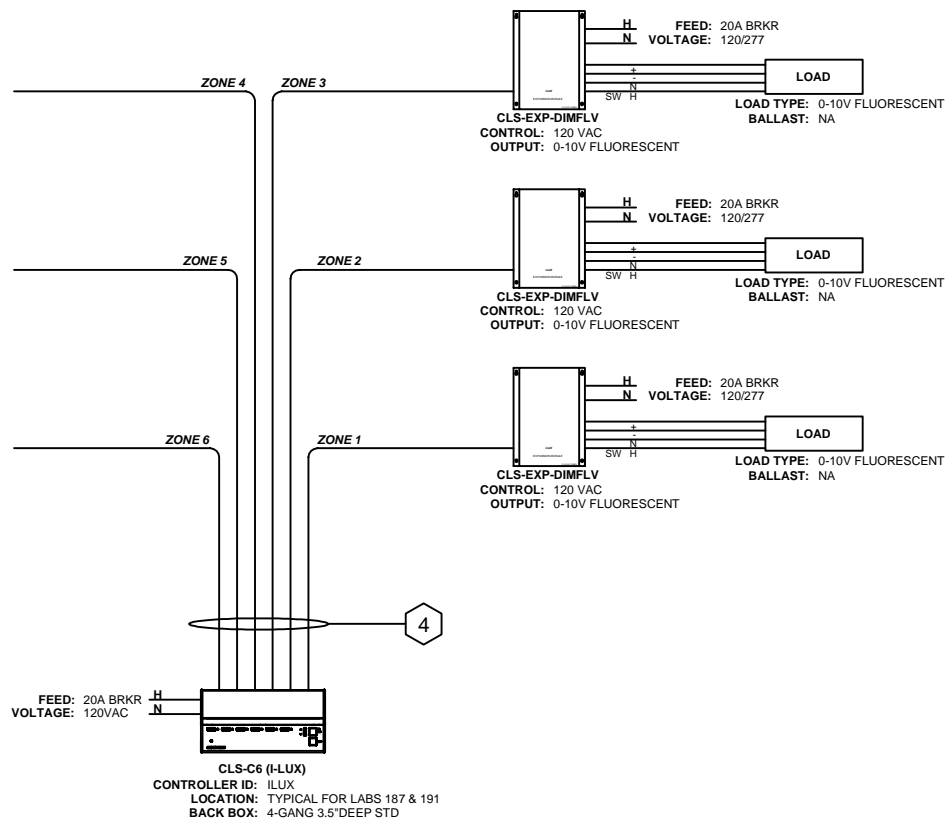 H FEED: 20A BRKR
N VOLTAGE: 120/277
ZONE 4
ZONE 3
+
-
N
SW H
LOAD
CLS-EXP-DIMFLV
CONTROL: 120 VAC
OUTPUT: 0-10V FLUORESCENT
LOAD TYPE: 0-10V FLUORESCENT
BALLAST: NA
H FEED: 20A BRKR
N VOLTAGE: 120/277
ZONE 5
ZONE 2
+
-
N
SW H
LOAD
CLS-EXP-DIMFLV
CONTROL: 120 VAC
OUTPUT: 0-10V FLUORESCENT
LOAD TYPE: 0-10V FLUORESCENT
BALLAST: NA
H FEED: 20A BRKR
N VOLTAGE: 120/277
ZONE 6
ZONE 1
+
-
N
SW H
LOAD
CLS-EXP-DIMFLV
CONTROL: 120 VAC
OUTPUT: 0-10V FLUORESCENT
LOAD TYPE: 0-10V FLUORESCENT
BALLAST: NA
4
FEED: 20A BRKR H
VOLTAGE: 120VAC N
CLS-C6 (I-LUX)
CONTROLLER ID: ILUX
LOCATION: TYPICAL FOR LABS 187 & 191
BACK BOX: 4-GANG 3.5"DEEP STD